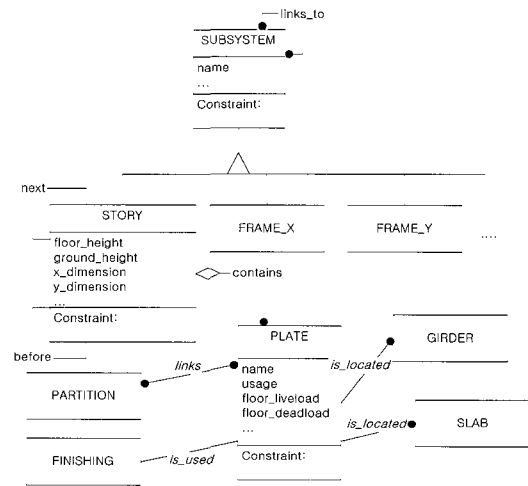 links_to
SUBSYSTEM
name
...
Constraint:
next
STORY
FRAME_X
FRAME_Y
....
floor_height
ground_height
x_dimension
y_dimension
...
contains
Constraint:
before
PLATE
GIRDER
links
is_located
PARTITION
name
usage
floor_liveload
floor_deadload
...
is_located
SLAB
FINISHING
is_used
Constraint: